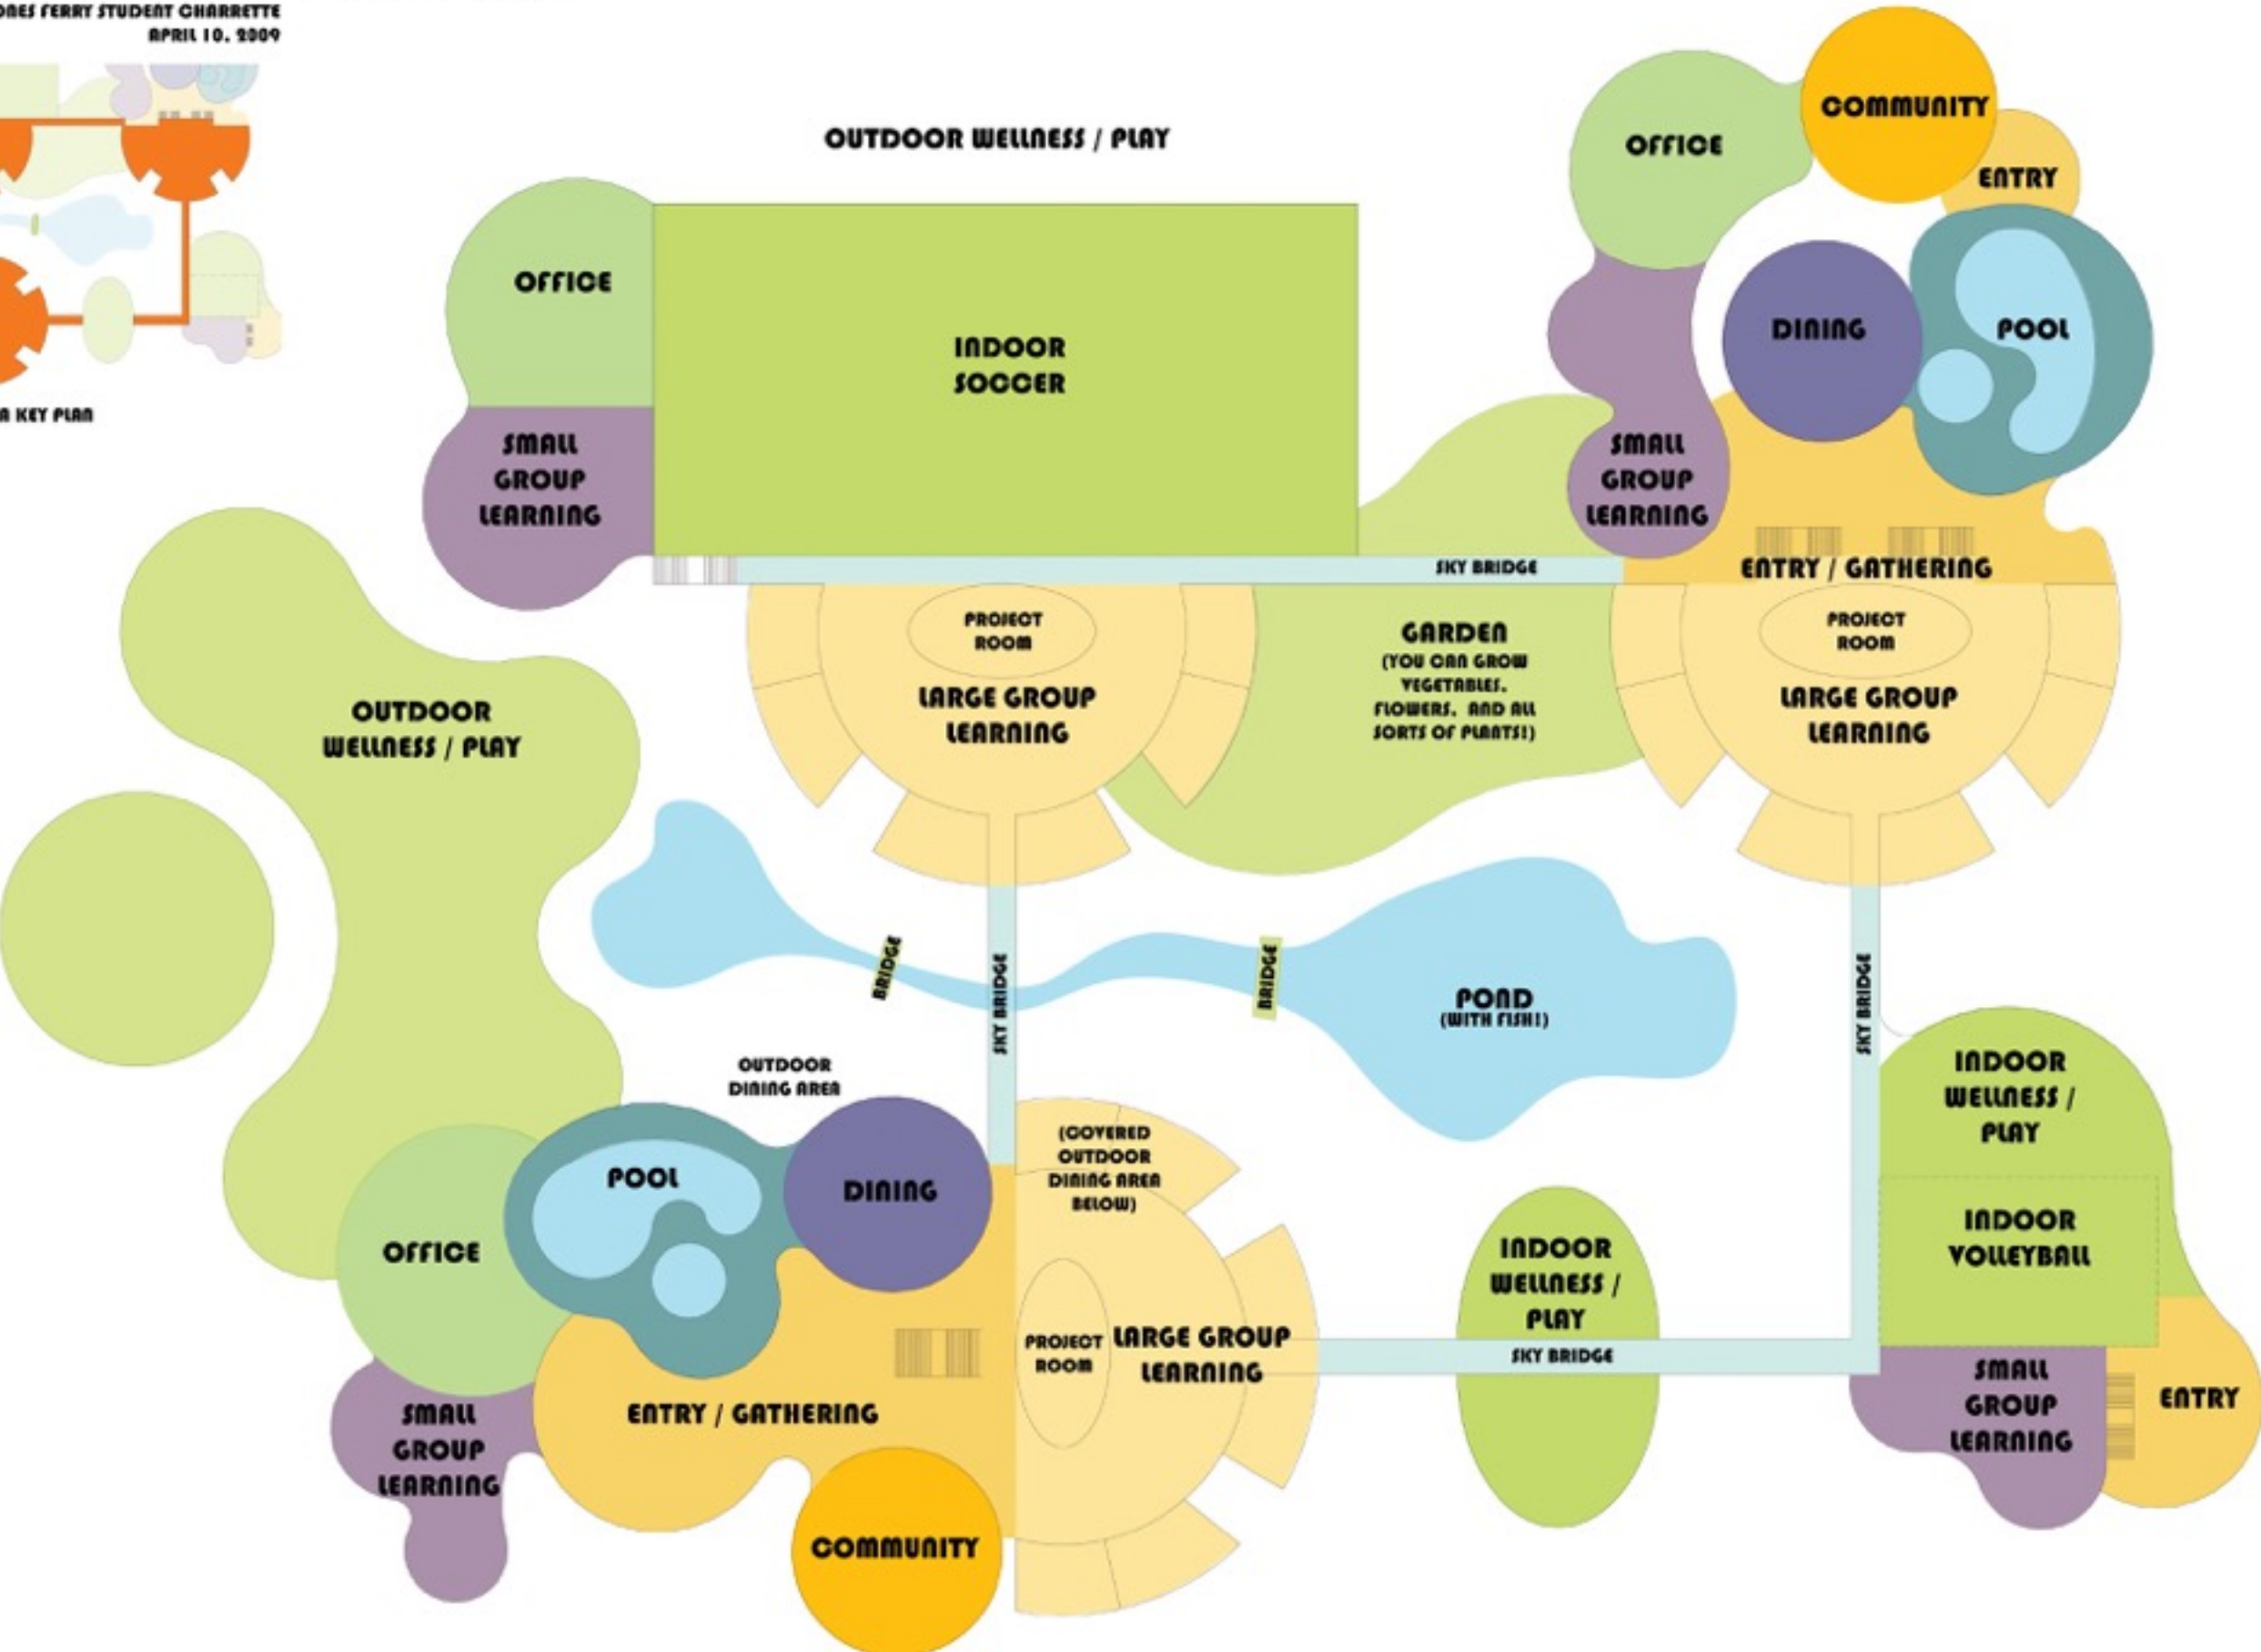 FERRY STUDENT CHARRETTE
APRIL 10, 2009
KEY PLAN
OUTDOOR WELLNESS / PLAY
OFFICE
INDOOR
SOCCER
SMALL
GROUP
LEARNING
OFFICE
COMMUNITY
ENTRY
DINING
POOL
SMALL
GROUP
LEARNING
SKY BRIDGE
ENTRY / GATHERING
PROJECT
ROOM
LARGE GROUP
LEARNING
GARDEN
(YOU CAN GROW
VEGETABLES,
FLOWERS, AND ALL
SORTS OF PLANTS!)
PROJECT
ROOM
LARGE GROUP
LEARNING
OUTDOOR
WELLNESS / PLAY
BRIDGE
SKY BRIDGE
BRIDGE
POND
(WITH FISH!)
SKY BRIDGE
OUTDOOR
DINING AREA
(COVERED
OUTDOOR
DINING AREA
BELOW)
POOL
DINING
OFFICE
PROJECT
ROOM
LARGE GROUP
LEARNING
ENTRY / GATHERING
SMALL
GROUP
LEARNING
COMMUNITY
INDOOR
WELLNESS /
PLAY
SKY BRIDGE
INDOOR
WELLNESS /
PLAY
INDOOR
VOLLEYBALL
SMALL
GROUP
LEARNING
ENTRY